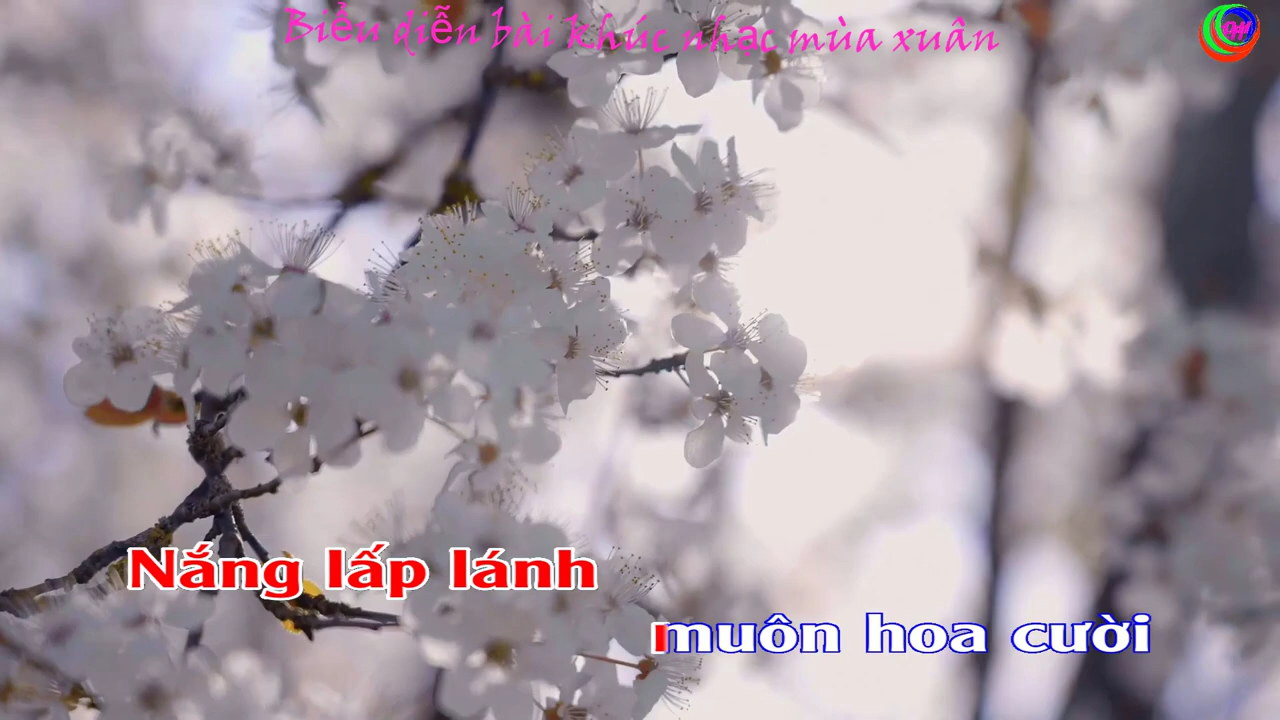 Biểu diễn bài khúc nhạc mùa xuân
Nắng lấp lánh
muôn hoa cười